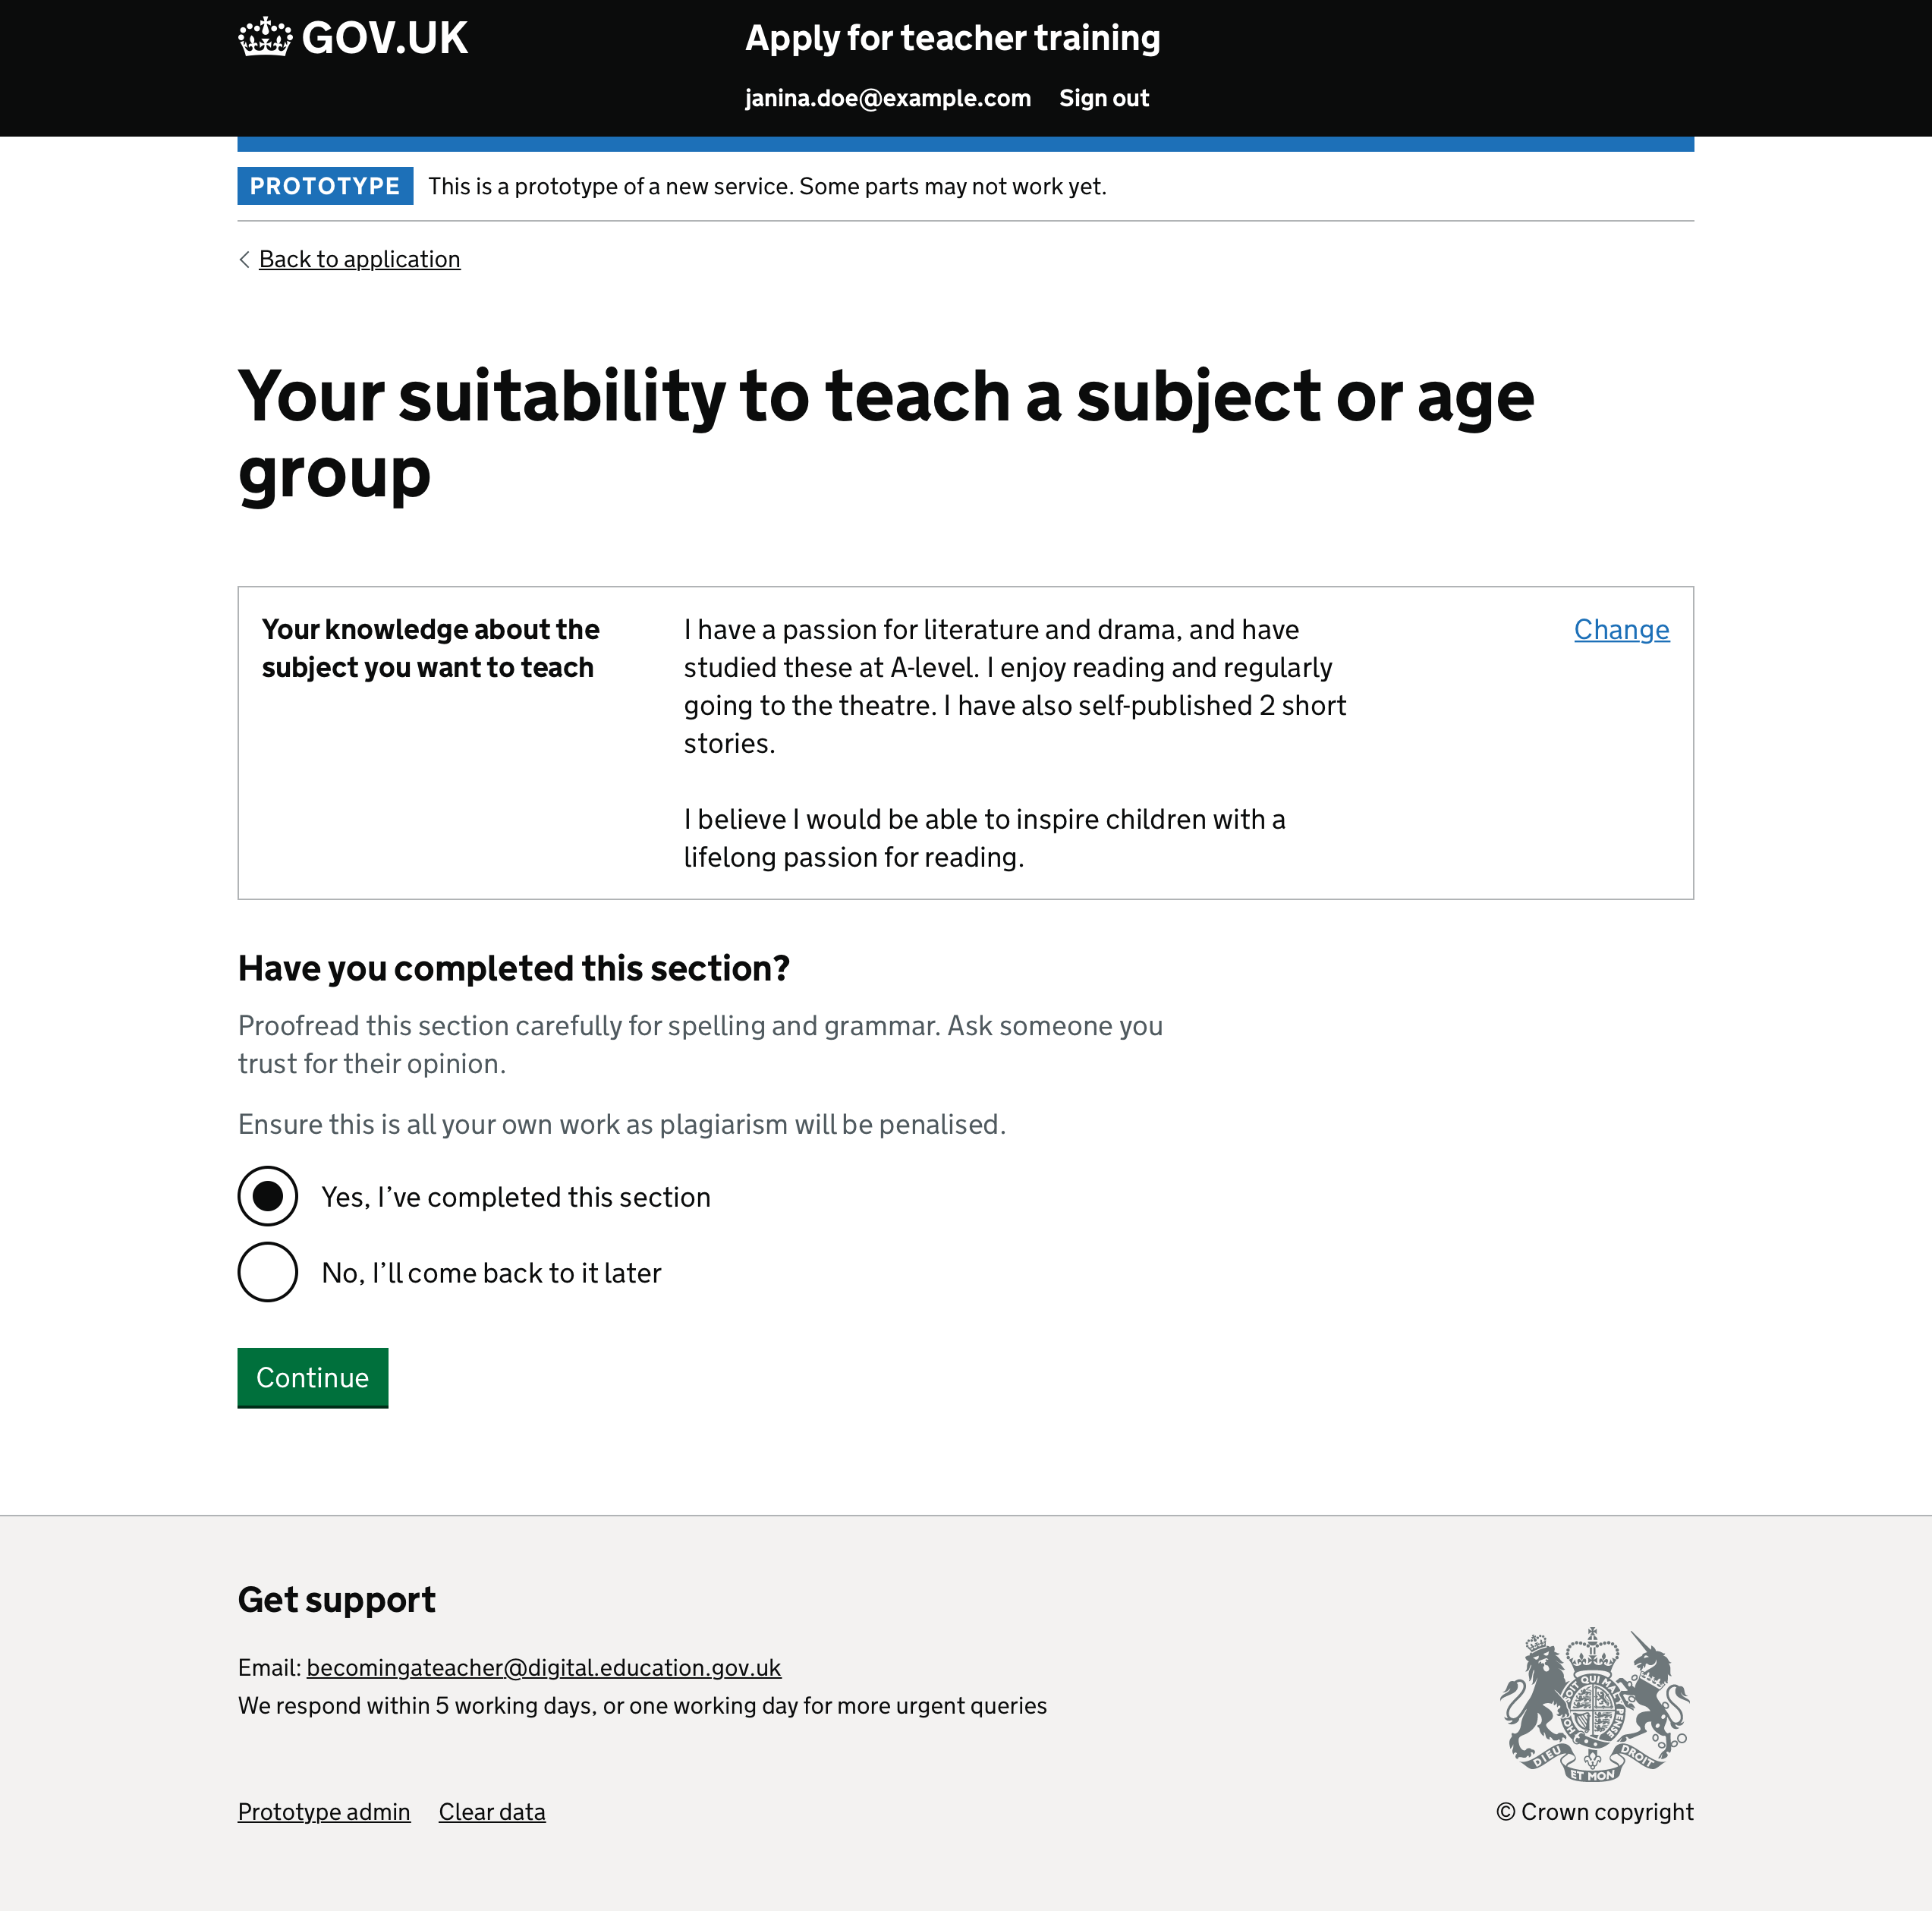 GOV.UK
Apply for teacher training
janina.doe@example.com Sign out
PROTOTYPE This is a prototype of a new service. Some parts may not work yet.
Back to application
Your suitability to teach a subject or age
group
Your knowledge about the
subject you want to teach
I have a passion for literature and drama, and have
studied these at A-level. I enjoy reading and regularly
going to the theatre. I have also self-published 2 short
stories.
I believe I would be able to inspire children with a
lifelong passion for reading.
Change
Have you completed this section?
Proofread this section carefully for spelling and grammar. Ask someone you
trust for their opinion.
Ensure this is all your own work as plagiarism will be penalised.
Yes, I’ve completed this section
No, I’ll come back to it later
Continue
Get support
Email: becomingateacher@digital.education.gov.uk
We respond within 5 working days, or one working day for more urgent queries
DIEU ET MON DROIT
Prototype admin Clear data
© Crown copyright